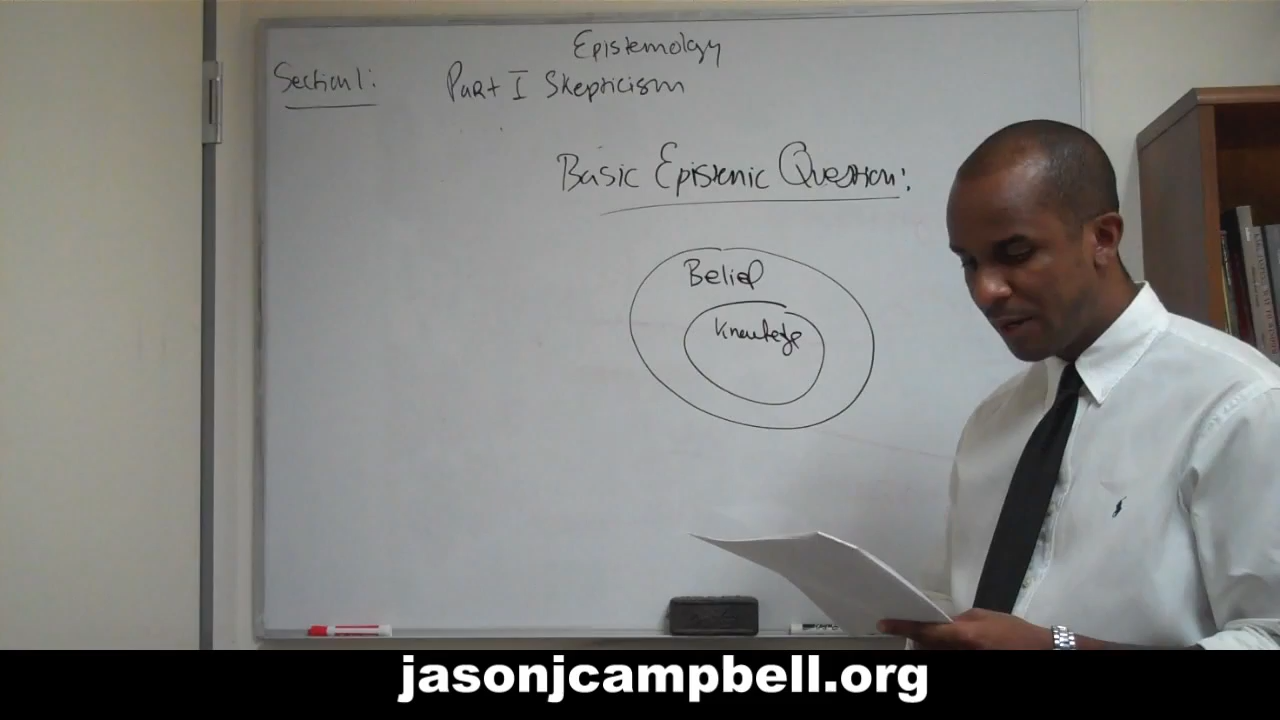 Epistemology
Section 1: Part I Skepticism
Basic Epistemic Question:
Belief
Knowledge
jasonjcampbell.org